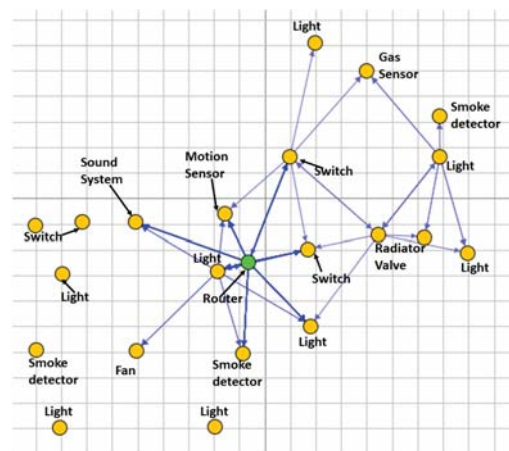 Light
Gas
Sensor
Smoke
detector
Motion
Sensor
Sound
System
Switch
Light
Switch
Light
Radiator
Valve
Light
Switch
Light
Router
Light
Smoke
detector
Fan
Smoke
detector
Light
Light